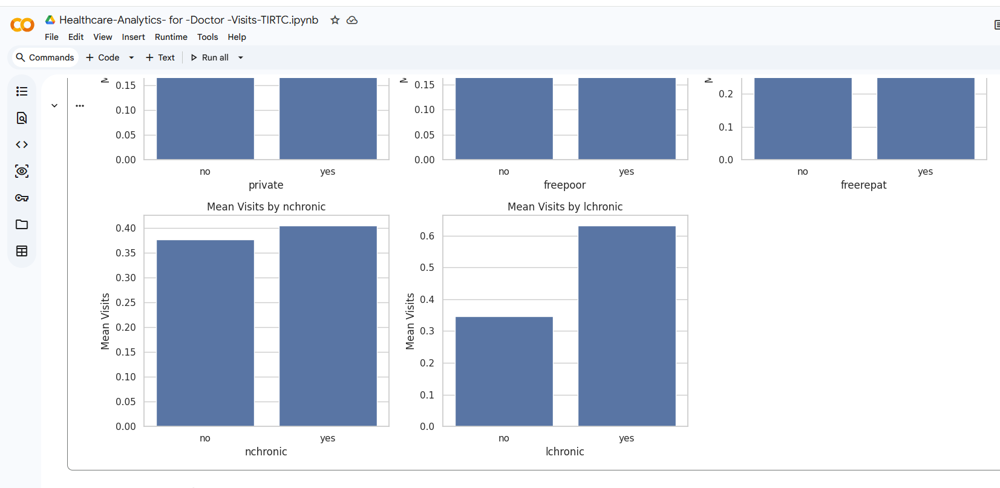 Healthcare-Analytics- for -Doctor -Visits-TIRTC.ipynb
File Edit View Insert Runtime Tools Help
Commands + Code + Text Run all
0.15
0.10
0.05
0.00
no yes
private
0.15
0.10
0.05
0.00
no yes
freepoor
0.2
0.1
0.0
no yes
freerepat
Mean Visits by nchronic
Mean Visits
0.40
0.35
0.30
0.25
0.20
0.15
0.10
0.05
0.00
no yes
nchronic
Mean Visits by lchronic
Mean Visits
0.6
0.5
0.4
0.3
0.2
0.1
0.0
no yes
lchronic